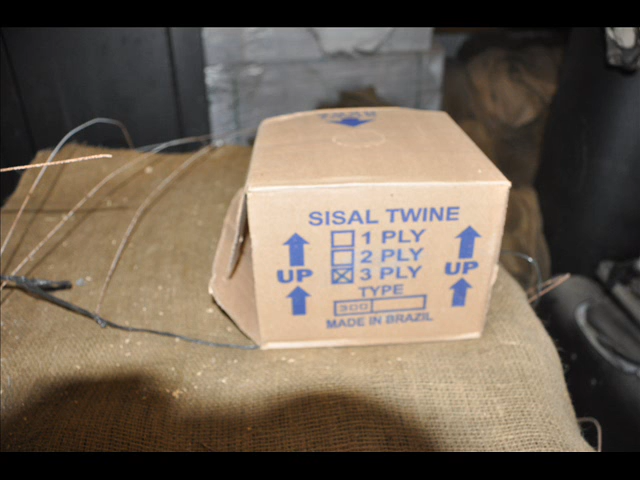 SISAL TWINE
1 PLY
2 PLY
UP 3 PLY UP
TYPE
300
MADE IN BRAZIL